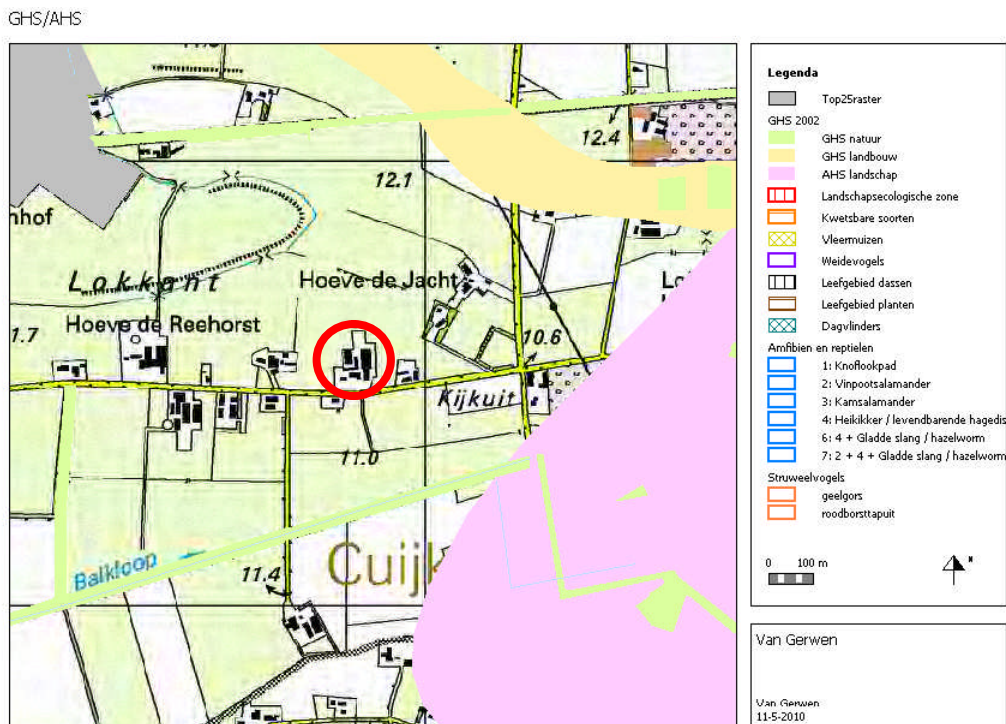 GHS/AHS
12.4
12.1
nhof
Lokkant
Hoeve de Jacht
Hoeve de Reehorst
1.7
10.6
Kijkuit
11.0
Balkloop
Cuijk
11.4
Legenda
Top25raster
GHS 2002
GHS natuur
GHS landbouw
AHS landschap
Landschapsecologische zone
Kwetsbare soorten
Vleermuizen
Weidevogels
Leefgebied dassen
Leefgebied planten
Dagvlinders
Amfibien en reptielen
1: Knoflookpad
2: Vinpootsalamander
3: Kamsalamander
4: Heikikker / levendbarende hagedis
6: 4 + Gladde slang / hazelworm
7: 2 + 4 + Gladde slang / hazelworm
Struweelvogels
geelgors
roodborsttapuit
0 100 m
Van Gerwen
Van Gerwen
11-5-2010